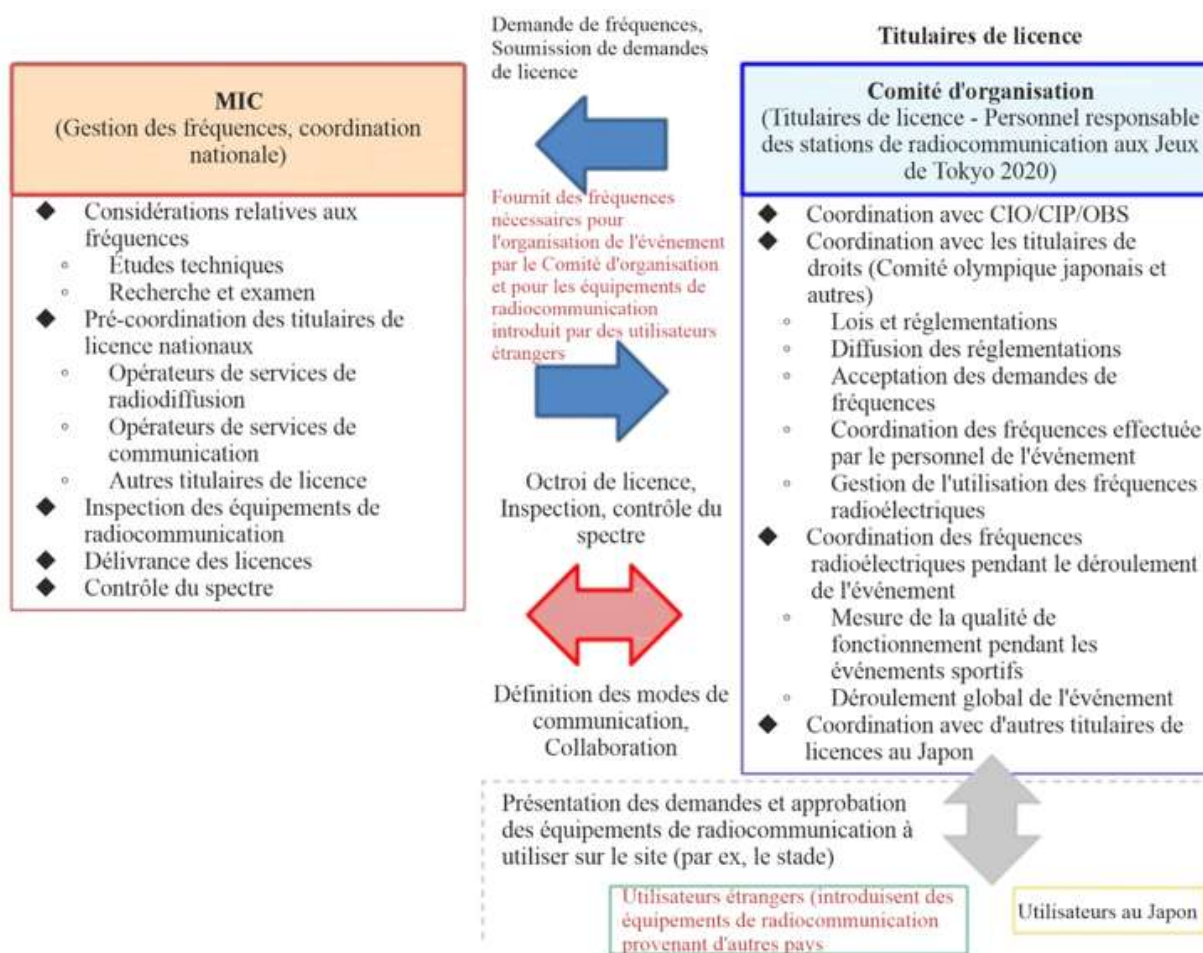 MIC
(Gestion des fréquences, coordination
nationale)
◆ Considérations relatives aux
fréquences
◦ Études techniques
◦ Recherche et examen
◆ Pré-coordination des titulaires de
licence nationaux
◦ Opérateurs de services de
radiodiffusion
◦ Opérateurs de services de
communication
◦ Autres titulaires de licence
◆ Inspection des équipements de
radiocommunication
◆ Délivrance des licences
◆ Contrôle du spectre
Demande de fréquences,
Soumission de demandes
de licence
Fournit des fréquences
nécessaires pour
l'organisation de l'événement
par le Comité d'organisation
et pour les équipements de
radiocommunication
introduit par des utilisateurs
étrangers
Octroi de licence,
Inspection, contrôle du
spectre
Définition des modes de
communication,
Collaboration
Titulaires de licence
Comité d'organisation
(Titulaires de licence - Personnel responsable
des stations de radiocommunication aux Jeux
de Tokyo 2020)
◆ Coordination avec CIO/CIP/OBS
◆ Coordination avec les titulaires de
droits (Comité olympique japonais et
autres)
◦ Lois et réglementations
◦ Diffusion des réglementations
◦ Acceptation des demandes de
fréquences
◦ Coordination des fréquences effectuée
par le personnel de l'événement
◦ Gestion de l'utilisation des fréquences
radioélectriques
◆ Coordination des fréquences
radioélectriques pendant le déroulement
de l'événement
◦ Mesure de la qualité de
fonctionnement pendant les
événements sportifs
◦ Déroulement global de l'événement
◆ Coordination avec d'autres titulaires de
licences au Japon
Présentation des demandes et approbation
des équipements de radiocommunication à
utiliser sur le site (par ex, le stade)
Utilisateurs étrangers (introduisent des
équipements de radiocommunication
provenant d'autres pays
Utilisateurs au Japon